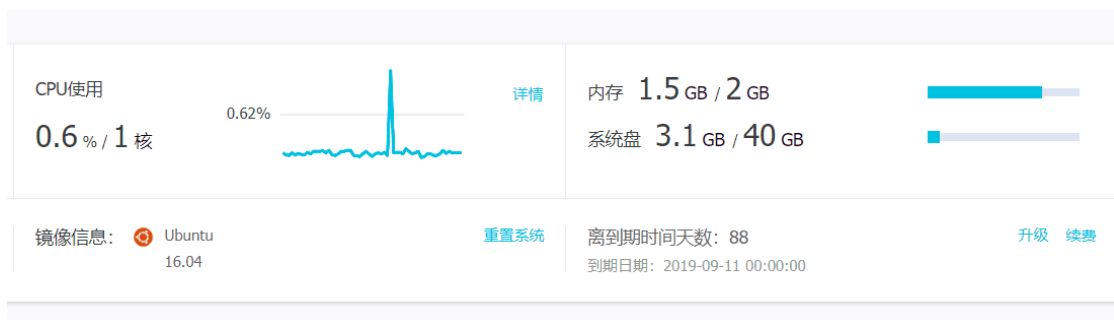 CPU使用
0.62%
详情
0.6 % / 1 核
内存 1.5 GB / 2 GB
系统盘 3.1 GB / 40 GB
镜像信息： Ubuntu
16.04
重置系统
离到期时间天数：88
升级 续费
到期日期：2019-09-11 00:00:00